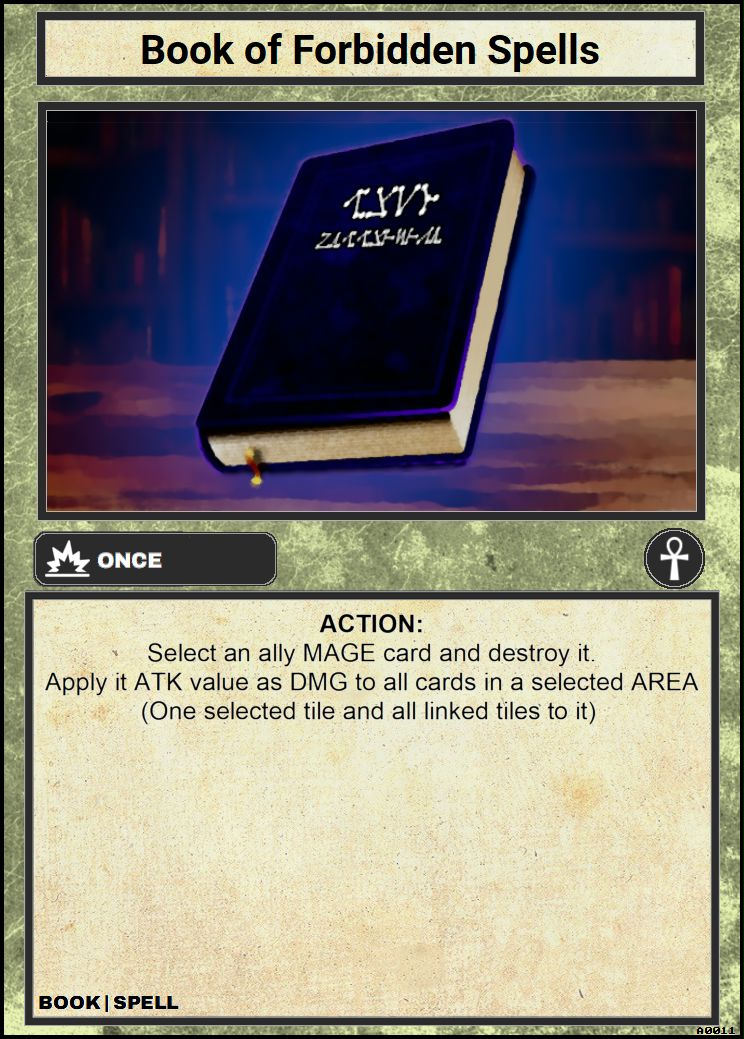 Book of Forbidden Spells
ONCE
ACTION:
Select an ally MAGE card and destroy it.
Apply it ATK value as DMG to all cards in a selected AREA
(One selected tile and all linked tiles to it)
BOOK|SPELL
A0011